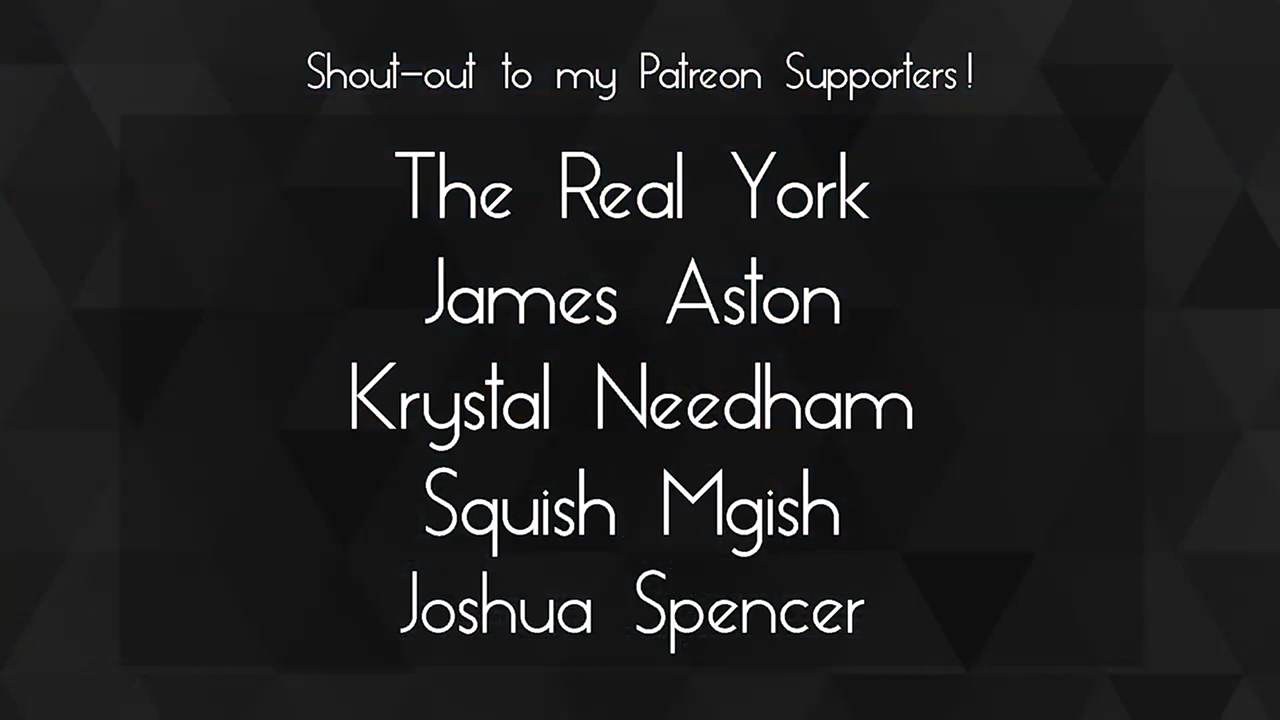 Shout-out to my Patreon Supporters!
The Real York
James Aston
Krystal Needham
Squish Mgish
Joshua Spencer